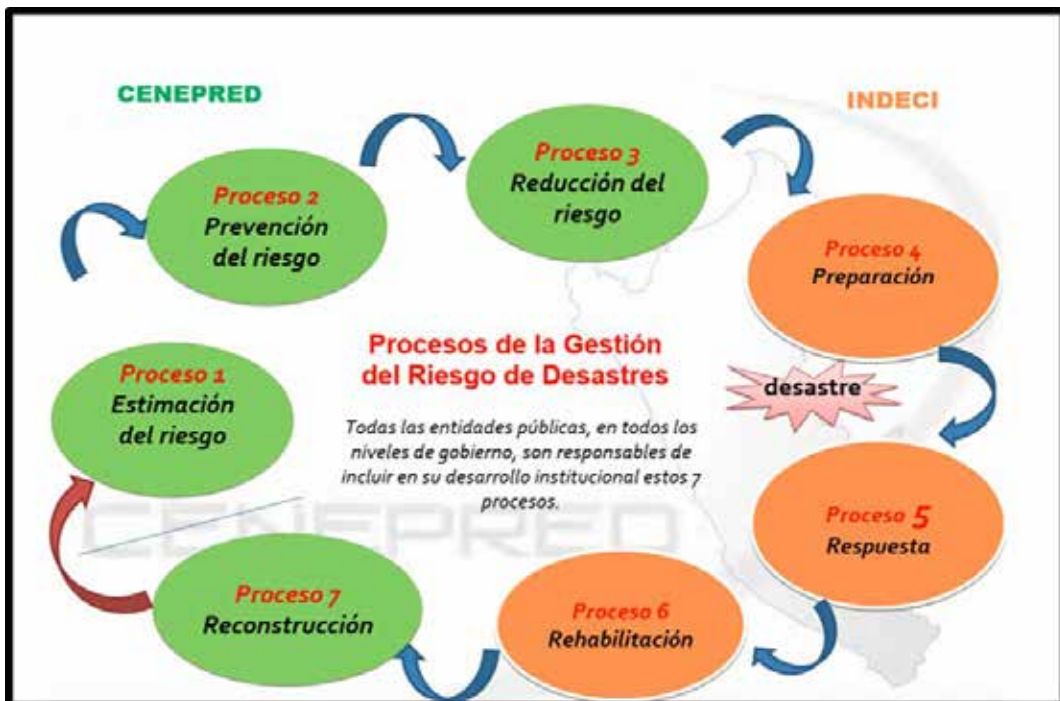 CENEPRED
INDECI
Proceso 1
Estimación
del riesgo
Proceso 2
Prevención
del riesgo
Proceso 3
Reducción del
riesgo
Proceso 4
Preparación
desastre
Proceso 5
Respuesta
Proceso 6
Rehabilitación
Proceso 7
Reconstrucción
Procesos de la Gestión
del Riesgo de Desastres
Todas las entidades públicas, en todos los
niveles de gobierno, son responsables de
incluir en su desarrollo institucional estos 7
procesos.
CENEPRED